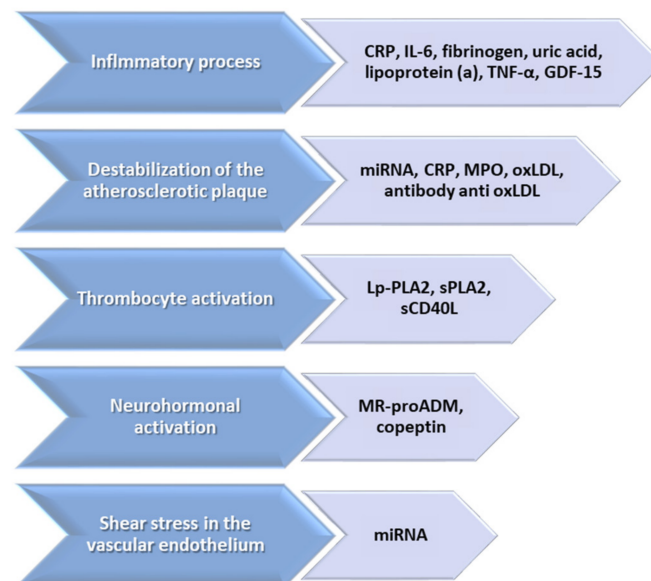 Inflmmatory process
CRP, IL-6, fibrinogen, uric acid,
lipoprotein (a), TNF-α, GDF-15
Destabilization of the
atherosclerotic plaque
miRNA, CRP, MPO, oxLDL,
antibody anti oxLDL
Thrombocyte activation
Lp-PLA2, sPLA2,
sCD40L
Neurohormonal
activation
MR-proADM,
copeptin
Shear stress in the
vascular endothelium
miRNA